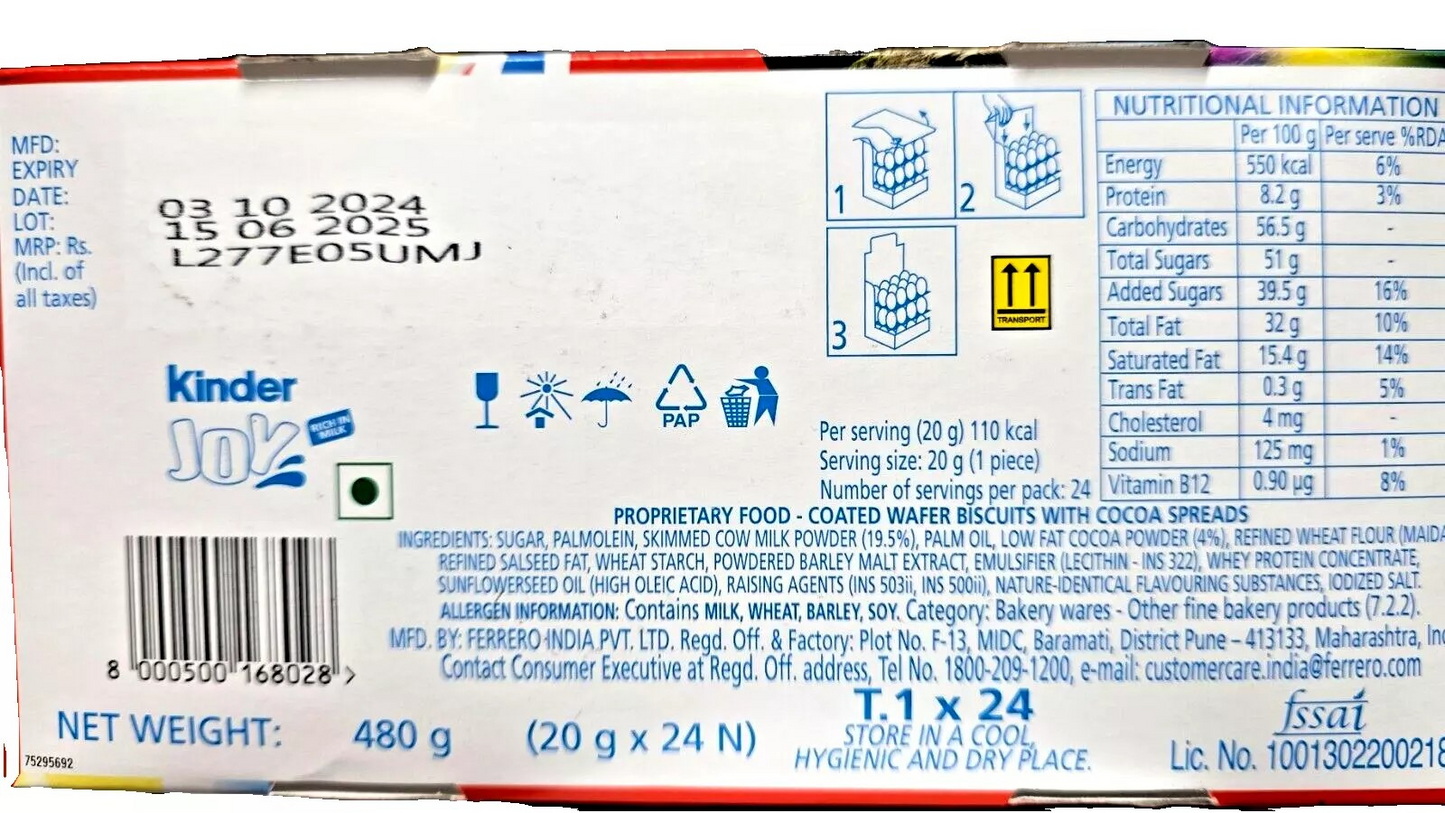 MFD:
EXPIRY
DATE:
LOT:
MRP: Rs.
(Incl. of
all taxes)
03 10 2024
15 06 2025
L277E05UMJ
Kinder
JOY
RICH IN
MILK
PAP
1
2
3
TRANSPORT
Per serving (20 g) 110 kcal
Serving size: 20 g (1 piece)
Number of servings per pack: 24
NUTRITIONAL INFORMATION
Per 100 g Per serve %RDA
Energy 550 kcal 6%
Protein 8.2 g 3%
Carbohydrates 56.5 g -
Total Sugars 51 g -
Added Sugars 39.5 g 16%
Total Fat 32 g 10%
Saturated Fat 15.4 g 14%
Trans Fat 0.3 g 5%
Cholesterol 4 mg -
Sodium 125 mg 1%
Vitamin B12 0.90 µg 8%
PROPRIETARY FOOD - COATED WAFER BISCUITS WITH COCOA SPREADS
INGREDIENTS: SUGAR, PALMOLEIN, SKIMMED COW MILK POWDER (19.5%), PALM OIL, LOW FAT COCOA POWDER (4%), REFINED WHEAT FLOUR (MAIDA
REFINED SALSEED FAT, WHEAT STARCH, POWDERED BARLEY MALT EXTRACT, EMULSIFIER (LECITHIN - INS 322), WHEY PROTEIN CONCENTRATE,
SUNFLOWERSEED OIL (HIGH OLEIC ACID), RAISING AGENTS (INS 503ii, INS 500ii), NATURE-IDENTICAL FLAVOURING SUBSTANCES, IODIZED SALT.
ALLERGEN INFORMATION: Contains MILK, WHEAT, BARLEY, SOY. Category: Bakery wares - Other fine bakery products (7.2.2).
MFD. BY: FERRERO INDIA PVT. LTD. Regd. Off. & Factory: Plot No. F-13, MIDC, Baramati, District Pune – 413133, Maharashtra,
Contact Consumer Executive at Regd. Off. address, Tel No. 1800-209-1200, e-mail: customercare.india@ferrero.com
8 000500 168028 >
NET WEIGHT: 480 g (20 g x 24 N)
T.1 x 24
STORE IN A COOL,
HYGIENIC AND DRY PLACE.
fssai
Lic. No. 1001302200218
75295692